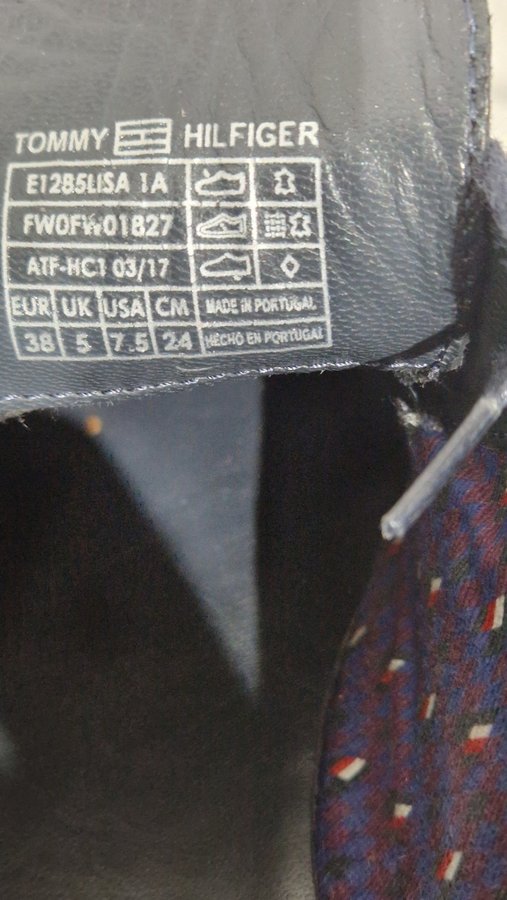 TOMMY HILFIGER
E1285LISA 1A
FW0FW01827
ATF-HC1 03/17
EUR UK USA CM MADE IN PORTUGAL
38 5 7.5 24 HECHO EN PORTUGAL